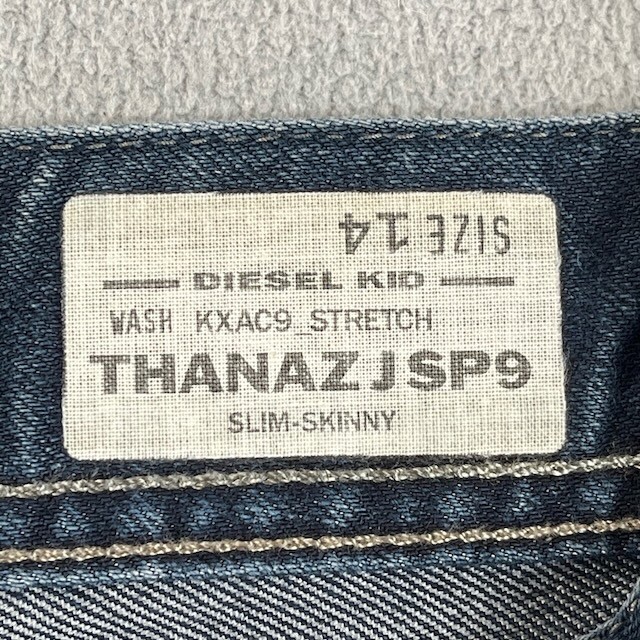 SIZE 14
DIESEL KID
WASH KXAC9_STRETCH
THANAZ J SP9
SLIM-SKINNY